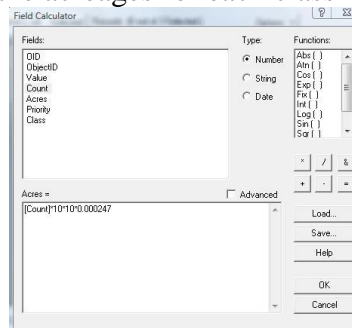 Field Calculator
Fields:
Type:
Functions:
OID
ObjectID
Value
Count
Acres
Priority
Class
Number
String
Date
Abs ( )
Atn ( )
Cos ( )
Exp ( )
Fix ( )
Int ( )
Log ( )
Sin ( )
Sqr ( )
* / &
+ - =
Acres =
Advanced
[Count]*10*10*0.000247
Load...
Save...
Help
OK
Cancel